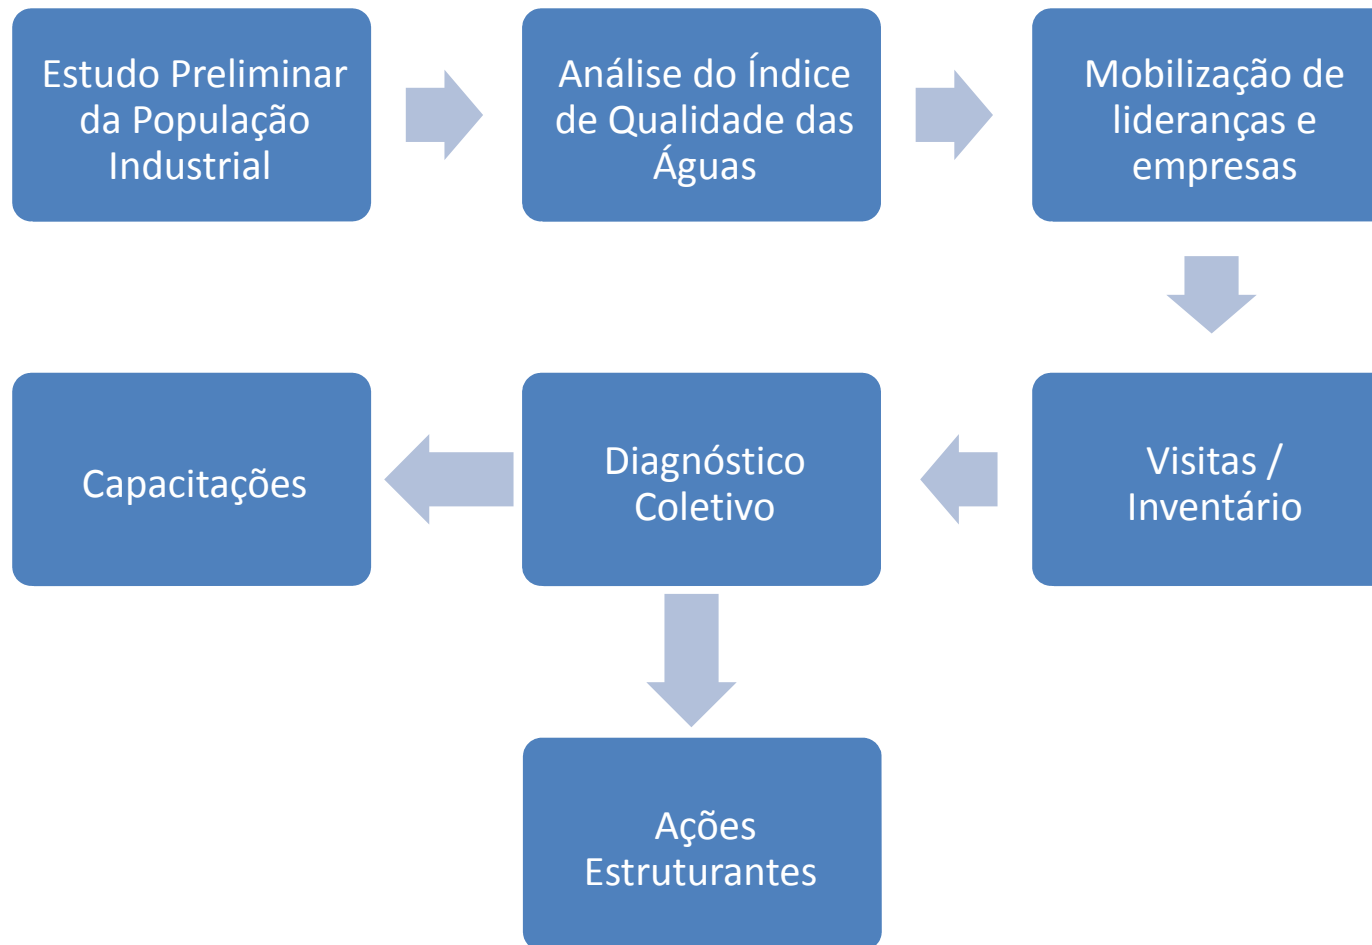 Estudo Preliminar
da População
Industrial
Análise do Índice
de Qualidade das
Águas
Mobilização de
lideranças e
empresas
Visitas /
Inventário
Diagnóstico
Coletivo
Capacitações
Ações
Estruturantes